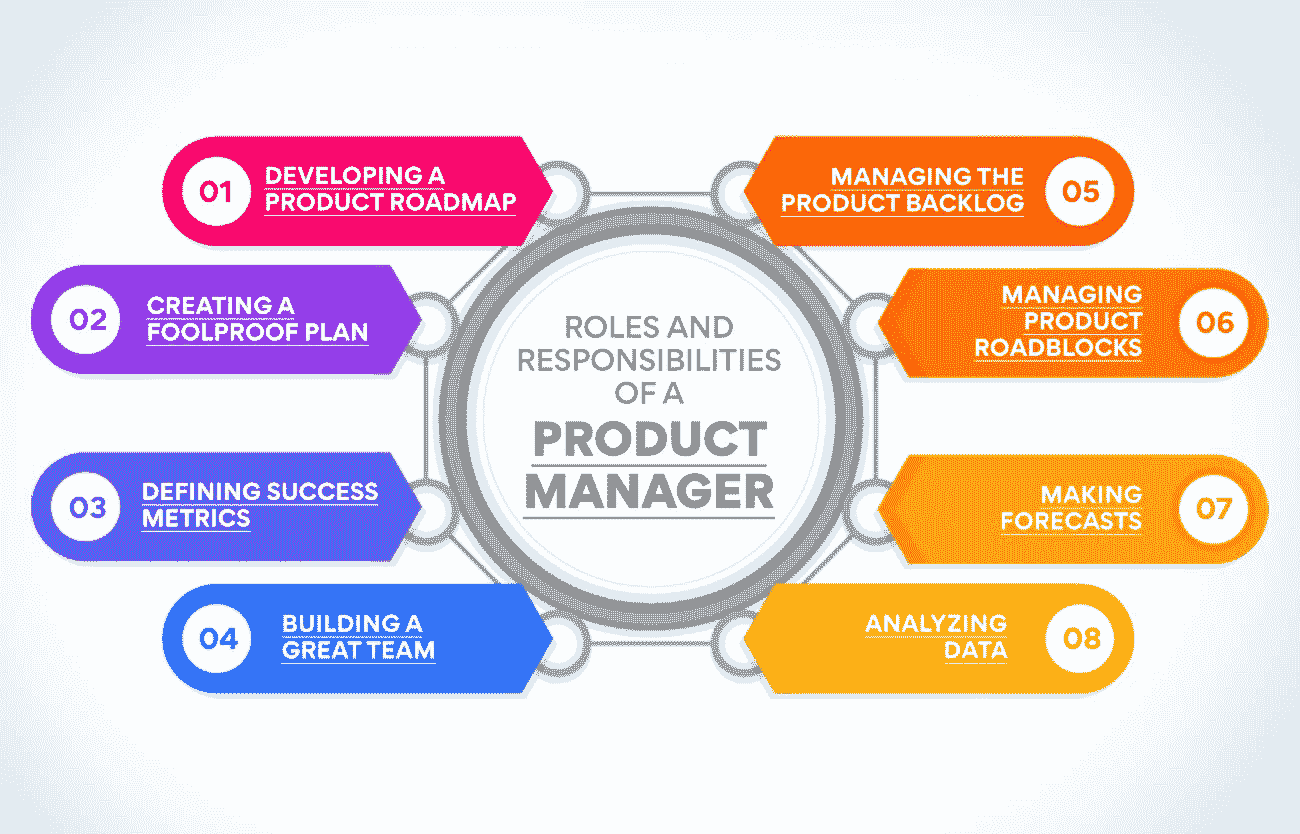 ROLES AND
RESPONSIBILITIES
OF A
PRODUCT
MANAGER
01
DEVELOPING A
PRODUCT ROADMAP
02
CREATING A
FOOLPROOF PLAN
03
DEFINING SUCCESS
METRICS
04
BUILDING A
GREAT TEAM
MANAGING THE
PRODUCT BACKLOG
05
MANAGING
PRODUCT
ROADBLOCKS
06
MAKING
FORECASTS
07
ANALYZING
DATA
08